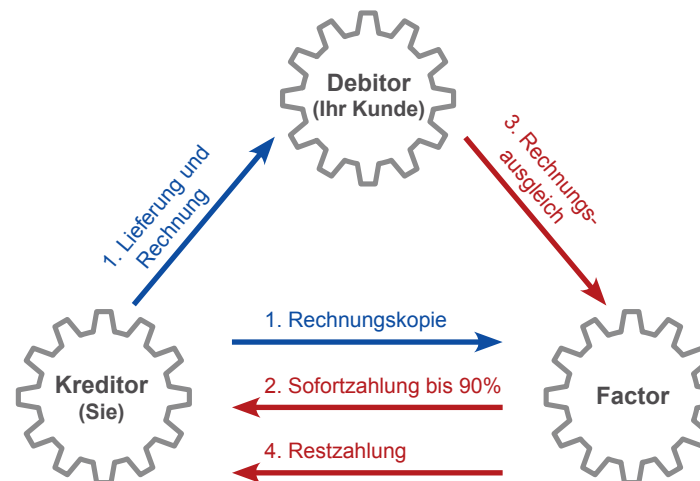 Debitor
(Ihr Kunde)
1. Lieferung und
Rechnung
3. Rechnungs-
ausgleich
1. Rechnungskopie
Kreditor
(Sie)
2. Sofortzahlung bis 90%
Factor
4. Restzahlung